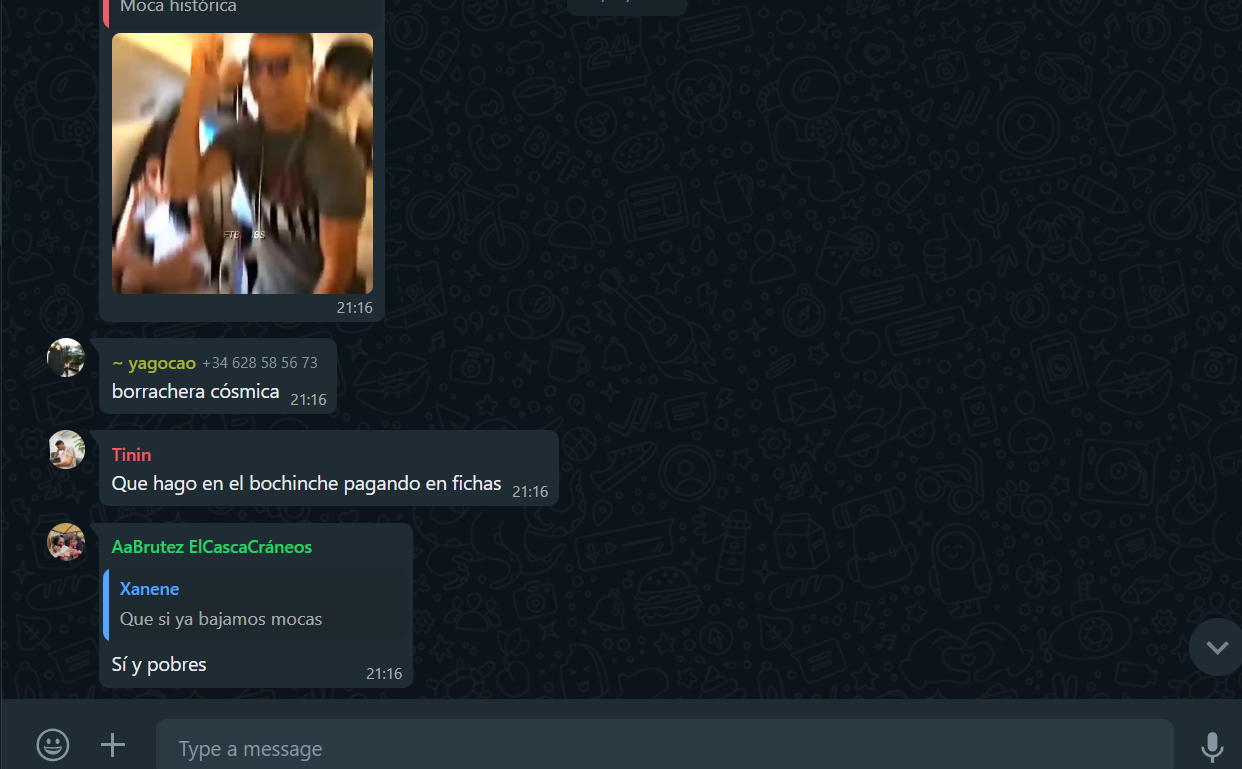 Moca histórica
FTB
BS
21:16
~ yagocao +34 628 58 56 73
borrachera cósmica 21:16
Tinin
Que hago en el bochinche pagando en fichas 21:16
AaBrutez ElCascaCráneos
Xanene
Que si ya bajamos mocas
Sí y pobres 21:16
Type a message